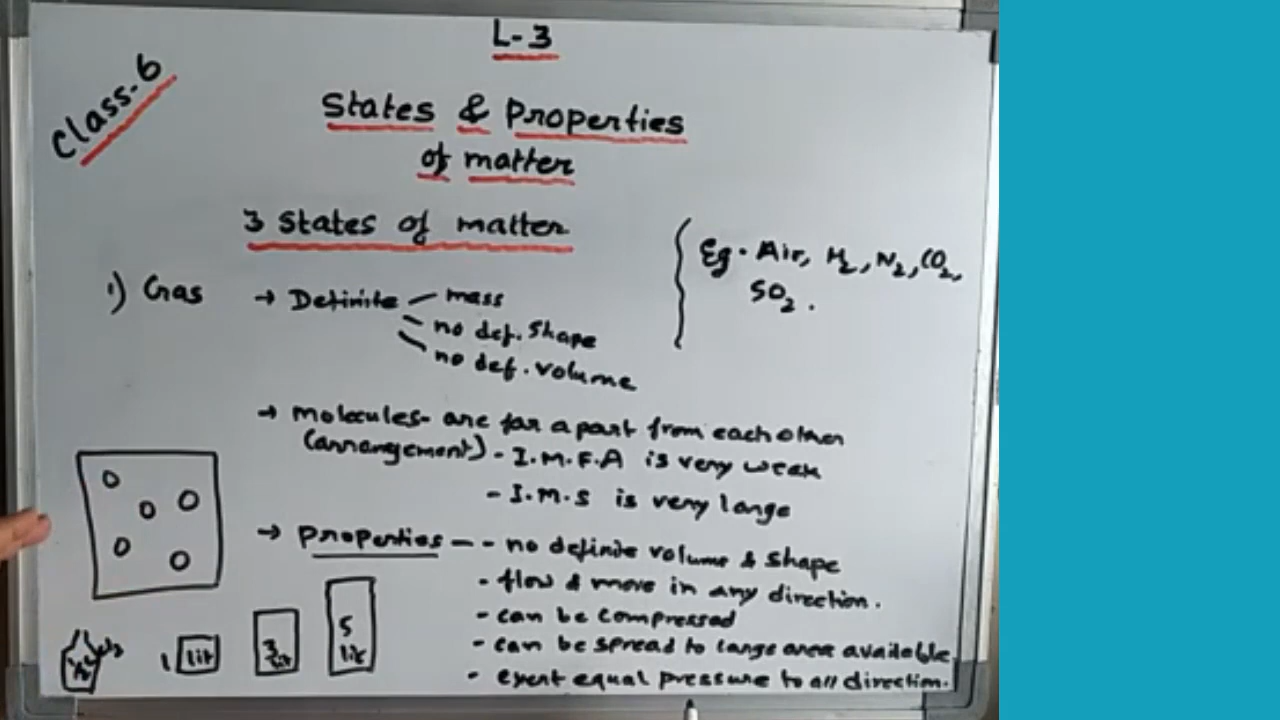 L-3
Class-6
States & Properties
of matter
3 States of matter
Eg. Air, H2, N2, CO2,
SO2.
1) Gas → Definite - mass
- no def. shape
- no def. volume
→ Molecules- are far apart from each other
(arrangement) - I.M.F.A is very weak
- I.M.S is very large
→ Properties - - no definite volume & shape
- flow & move in any direction.
- can be compressed
- can be spread to large area available
- exert equal pressure to all direction.
1 lit
3 lit
5 lit